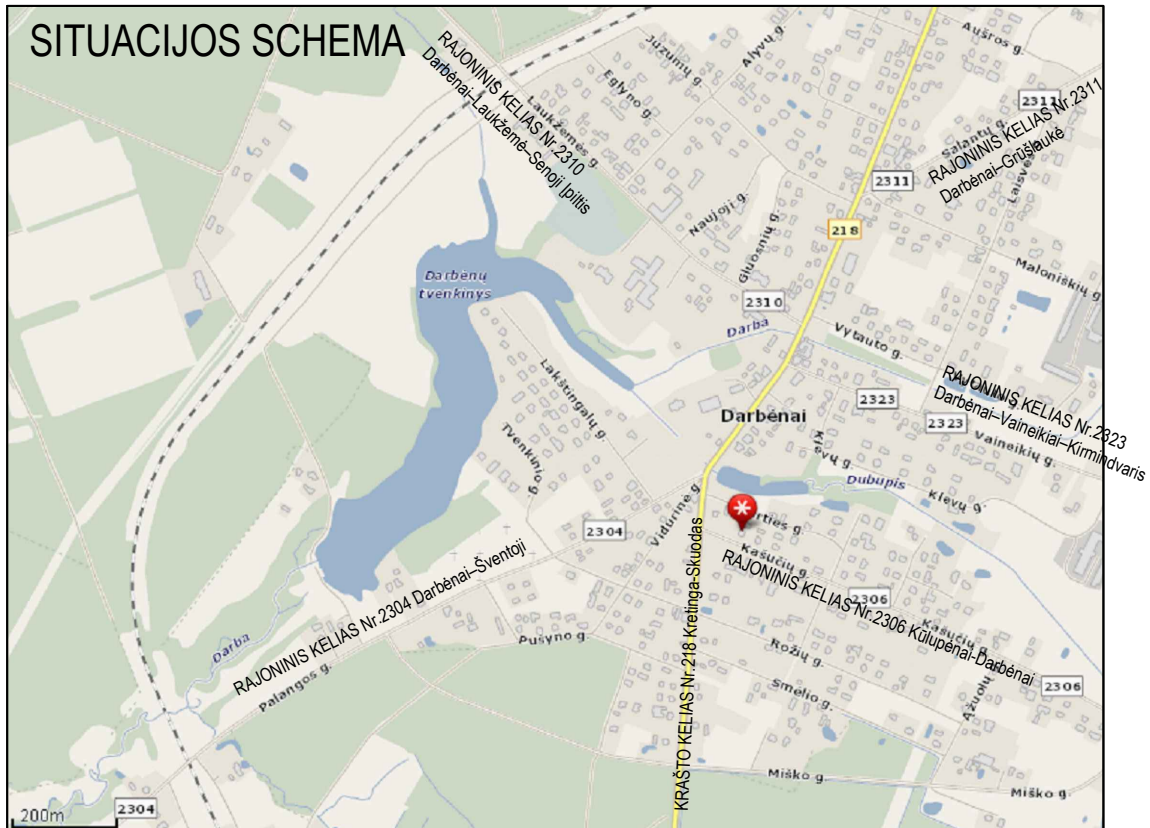 SITUACIJOS SCHEMA
RAJONINIS KELIAS Nr.2310
Darbėnai–Laukžemė–Senoji Įpiltis
Laukžemės g.
Eglyno g.
Juzumų g.
Alyvų g.
Aušros g.
2311
Salantų g.
RAJONINIS KELIAS Nr.2311
Darbėnai–Grūšlaukė
2311
218
Naujoji g.
Gluosnių g.
Maloniškių g.
Darbėnų
tvenkinys
2310
Darba
Vytauto g.
Lakštingalų g.
RAJONINIS KELIAS Nr.2323
Darbėnai–Vaineikiai–Kirmindvaris
2323
2323
Darbėnai
Vaineikių g.
Tvenkinio g.
Klevų g.
Dubupis
Klevų g.
Vidurinė g.
2304
Kašučių g.
RAJONINIS KELIAS Nr.2306 Kūlupėnai-Darbėnai
2306
KRAŠTO KELIAS Nr.218 Kretinga-Skuodas
RAJONINIS KELIAS Nr.2304 Darbėnai–Šventoji
Darba
Pušyno g.
Kašučių g.
Rožių g.
Palangos g.
Smėlio g.
Ąžuolų g.
2306
Miško g.
Miško g.
200m
2304